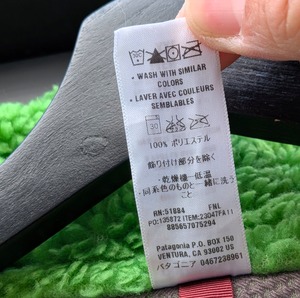 • WASH WITH SIMILAR
COLORS
• LAVER AVEC COULEURS
SEMBLABLES
30
100% ポリエステル
飾り付け部分を除く
・乾燥機一低温
・同系色のものと一緒に洗う
こと
RN:51884 FNL
PO:135872 ITEM:23047FA11
885657075294
Patagonia P.O. BOX 150
VENTURA, CA 93002 US
パタゴニア 0467238961